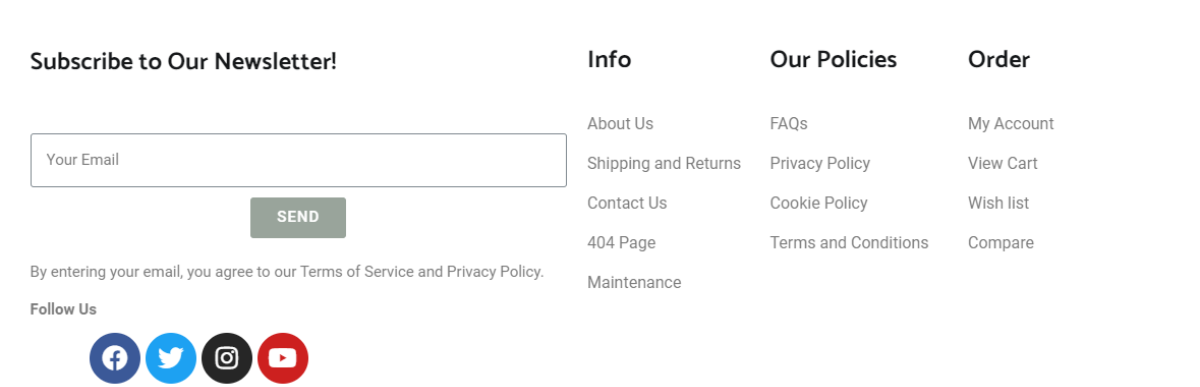 Subscribe to Our Newsletter!
Your Email
SEND
By entering your email, you agree to our Terms of Service and Privacy Policy.
Follow Us
Info
About Us
Shipping and Returns
Contact Us
404 Page
Maintenance
Our Policies
FAQs
Privacy Policy
Cookie Policy
Terms and Conditions
Order
My Account
View Cart
Wish list
Compare